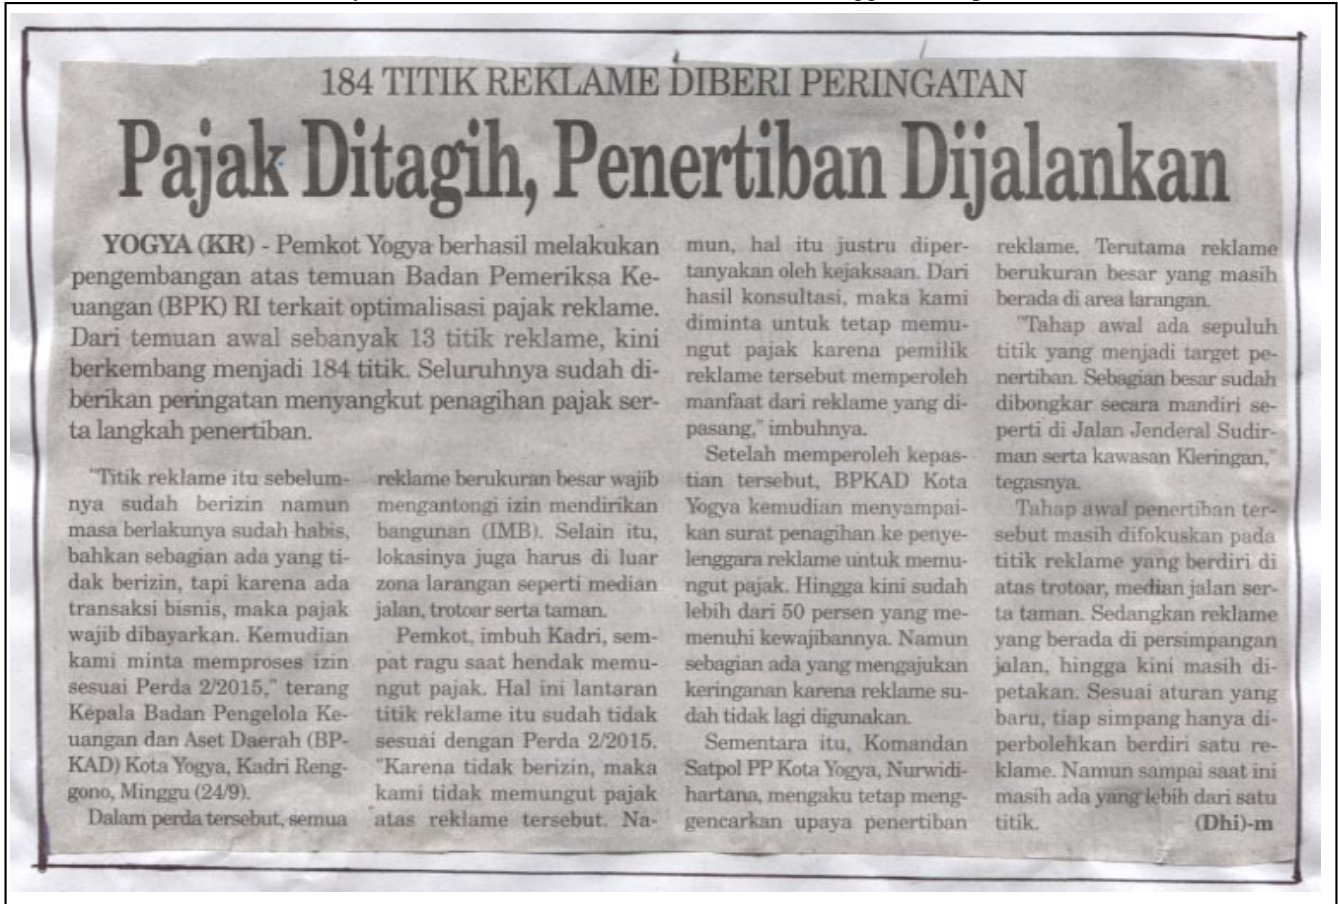 184 TITIK REKLAME DIBERI PERINGATAN
Pajak Ditagih, Penertiban Dijalankan
YOGYA (KR) - Pemkot Yogya berhasil melakukan
pengembangan atas temuan Badan Pemeriksa Ke-
uangan (BPK) RI terkait optimalisasi pajak reklame.
Dari temuan awal sebanyak 13 titik reklame, kini
berkembang menjadi 184 titik. Seluruhnya sudah di-
berikan peringatan menyangkut penagihan pajak ser-
ta langkah penertiban.
"Titik reklame itu sebelum-
nya sudah berizin namun
masa berlakunya sudah habis,
bahkan sebagian ada yang ti-
dak berizin, tapi karena ada
transaksi bisnis, maka pajak
wajib dibayarkan. Kemudian
kami minta memproses izin
sesuai Perda 2/2015," terang
Kepala Badan Pengelola Ke-
uangan dan Aset Daerah (BP-
KAD) Kota Yogya, Kadri Reng-
gono, Minggu (24/9).
Dalam perda tersebut, semua
reklame berukuran besar wajib
mengantongi izin mendirikan
bangunan (IMB). Selain itu,
lokasinya juga harus di luar
zona larangan seperti median
jalan, trotoar serta taman.
Pemkot, imbuh Kadri, sem-
pat ragu saat hendak memu-
ngut pajak. Hal ini lantaran
titik reklame itu sudah tidak
sesuai dengan Perda 2/2015.
"Karena tidak berizin, maka
kami tidak memungut pajak
atas reklame tersebut. Na-
mun, hal itu justru diper-
tanyakan oleh kejaksaan. Dari
hasil konsultasi, maka kami
diminta untuk tetap memu-
ngut pajak karena pemilik
reklame tersebut memperoleh
manfaat dari reklame yang di-
pasang," imbuhnya.
Setelah memperoleh kepas-
tian tersebut, BPKAD Kota
Yogya kemudian menyampai-
kan surat penagihan ke penye-
lenggara reklame untuk memu-
ngut pajak. Hingga kini sudah
lebih dari 50 persen yang me-
menuhi kewajibannya. Namun
sebagian ada yang mengajukan
keringanan karena reklame su-
dah tidak lagi digunakan.
Sementara itu, Komandan
Satpol PP Kota Yogya, Nurwidi-
hartana, mengaku tetap meng-
gencarkan upaya penertiban
reklame. Terutama reklame
berukuran besar yang masih
berada di area larangan.
"Tahap awal ada sepuluh
titik yang menjadi target pe-
nertiban. Sebagian besar sudah
dibongkar secara mandiri se-
perti di Jalan Jenderal Sudir-
man serta kawasan Kleringan,"
tegasnya.
Tahap awal penertiban ter-
sebut masih difokuskan pada
titik reklame yang berdiri di
atas trotoar, median jalan ser-
ta taman. Sedangkan reklame
yang berada di persimpangan
jalan, hingga kini masih di-
petakan. Sesuai aturan yang
baru, tiap simpang hanya di-
perbolehkan berdiri satu re-
klame. Namun sampai saat ini
masih ada yang lebih dari satu
titik. (Dhi)-m